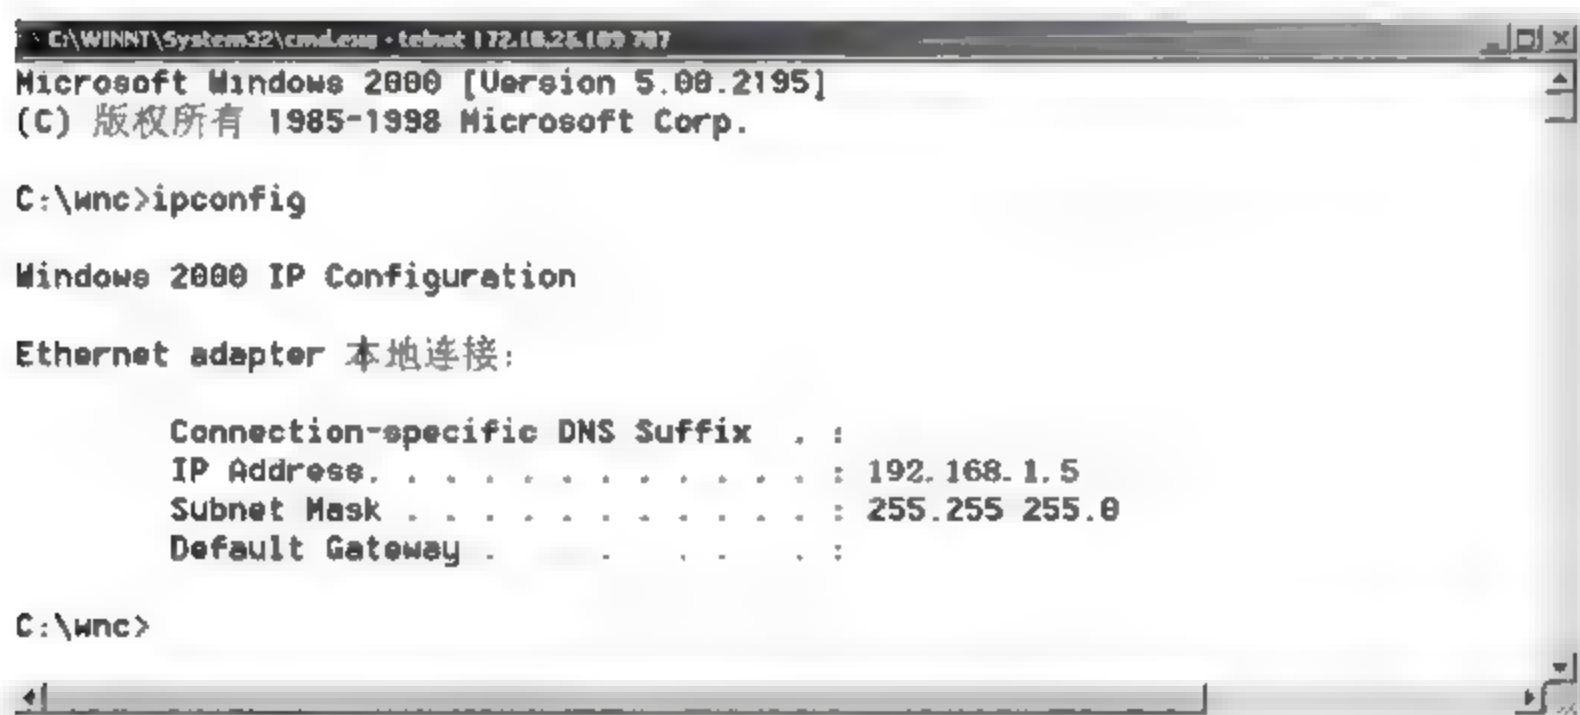 C:\WINNT\System32\cmd.exe - telnet 172.18.25.109 707
Microsoft Windows 2000 [Version 5.00.2195]
(C) 版权所有 1985-1998 Microsoft Corp.
C:\wnc>ipconfig
Windows 2000 IP Configuration
Ethernet adapter 本地连接:
Connection-specific DNS Suffix . :
IP Address. . . . . . . . . . . . : 192.168.1.5
Subnet Mask . . . . . . . . . . . : 255.255 255.0
Default Gateway . . . . . :
C:\wnc>